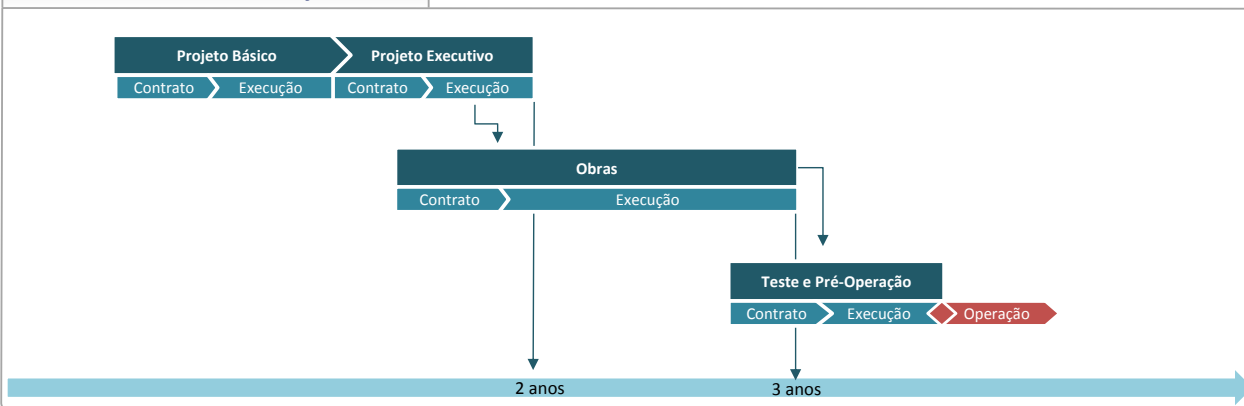 Projeto Básico Projeto Executivo
Contrato Execução Contrato Execução
Obras
Contrato Execução
Teste e Pré-Operação
Contrato Execução Operação
2 anos 3 anos